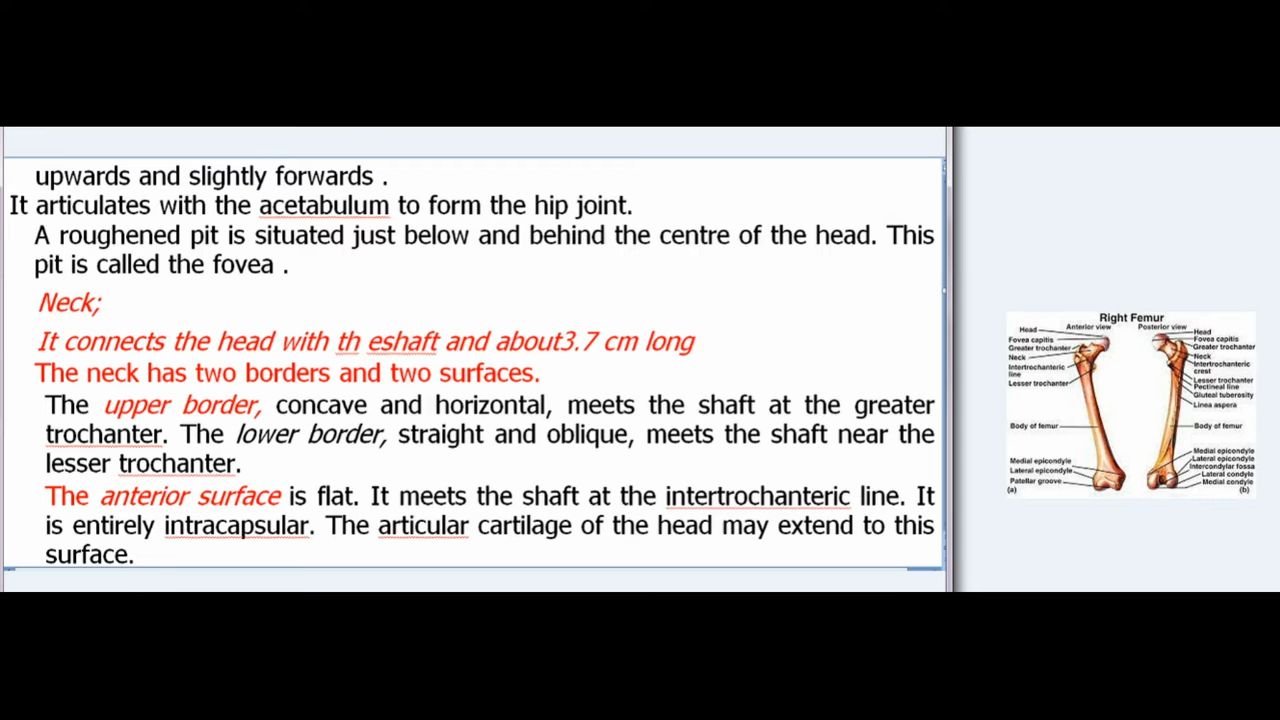 upwards and slightly forwards .
It articulates with the acetabulum to form the hip joint.
A roughened pit is situated just below and behind the centre of the head. This
pit is called the fovea .
Neck;
It connects the head with th eshaft and about3.7 cm long
The neck has two borders and two surfaces.
The upper border, concave and horizontal, meets the shaft at the greater
trochanter. The lower border, straight and oblique, meets the shaft near the
lesser trochanter.
The anterior surface is flat. It meets the shaft at the intertrochanteric line. It
is entirely intracapsular. The articular cartilage of the head may extend to this
surface.
Right Femur
Anterior view
Head
Fovea capitis
Greater trochanter
Neck
Intertrochanteric
line
Lesser trochanter
Body of femur
Medial epicondyle
Lateral epicondyle
Patellar groove
(a)
Posterior view
Head
Fovea capitis
Greater trochanter
Neck
Intertrochanteric
crest
Lesser trochanter
Pectineal line
Gluteal tuberosity
Linea aspera
Body of femur
Medial epicondyle
Lateral epicondyle
Intercondylar fossa
Lateral condyle
Medial condyle
(b)